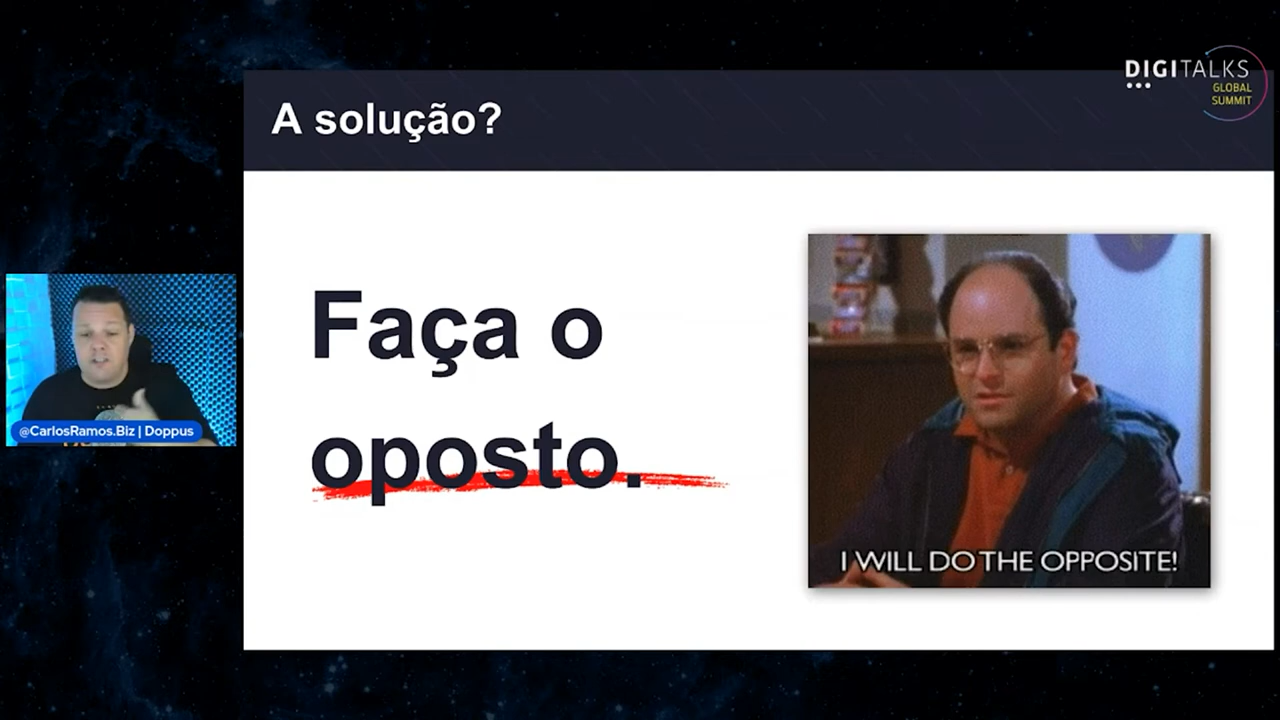 DIGITALKS
GLOBAL
SUMMIT
A solução?
Faça o
oposto.
I WILL DO THE OPPOSITE!
@CarlosRamos.Biz | Doppus